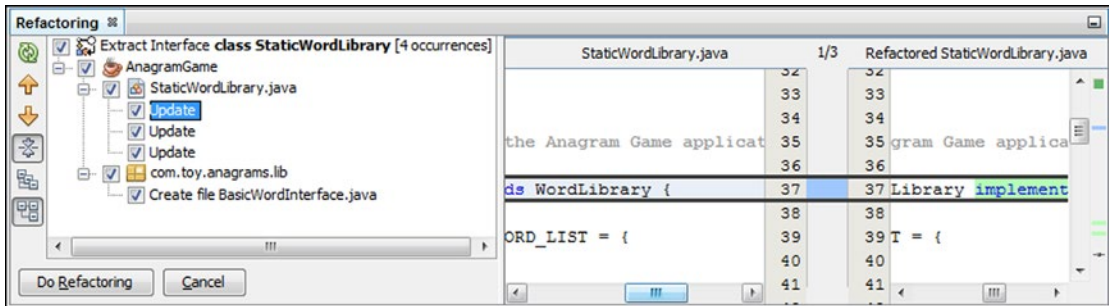 Refactoring
Extract Interface class StaticWordLibrary [4 occurrences]
AnagramGame
StaticWordLibrary.java
Update
Update
Update
com.toy.anagrams.lib
Create file BasicWordInterface.java
Do Refactoring Cancel
StaticWordLibrary.java 1/3 Refactored StaticWordLibrary.java
32 32
33 33
34 34
the Anagram Game applicat 35 35 gram Game applica
36 36
ds WordLibrary { 37 37 Library implement
38 38
ORD_LIST = { 39 39 T = {
40 40
41 41